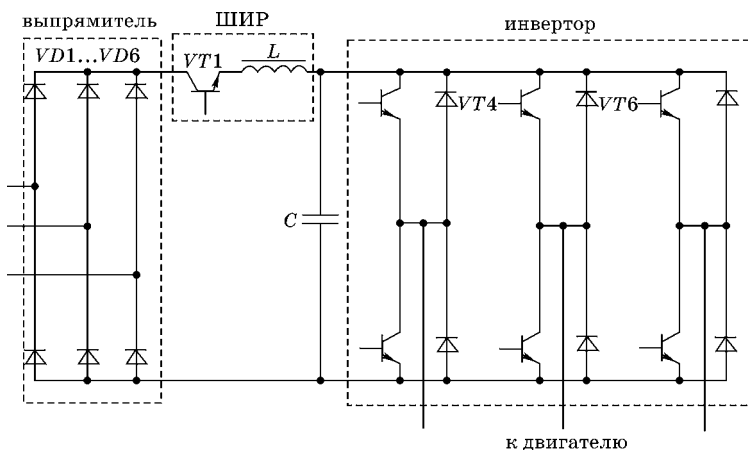 выпрямитель
ШИР
инвертор
VD1...VD6
VT1
L
VT4
VT6
C
к двигателю